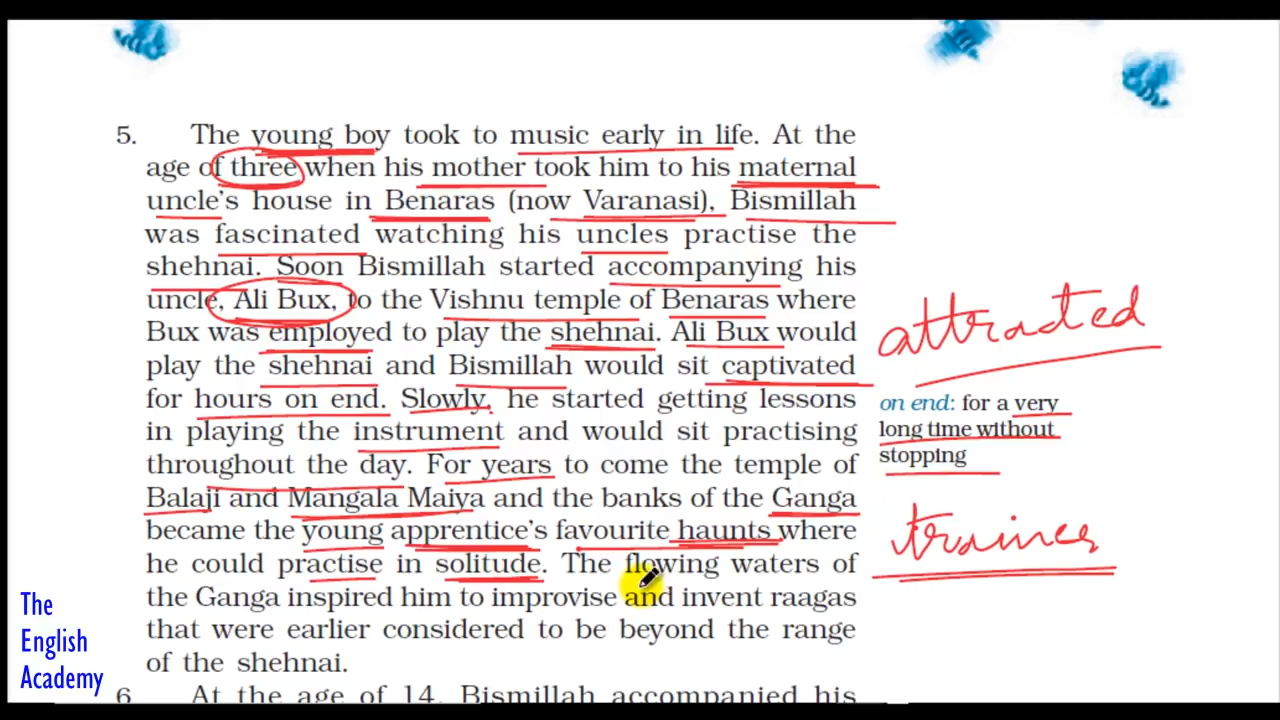 5. The young boy took to music early in life. At the
age of three when his mother took him to his maternal
uncle's house in Benaras (now Varanasi), Bismillah
was fascinated watching his uncles practise the
shehnai. Soon Bismillah started accompanying his
uncle, Ali Bux, to the Vishnu temple of Benaras where
Bux was employed to play the shehnai. Ali Bux would
play the shehnai and Bismillah would sit captivated
for hours on end. Slowly, he started getting lessons
in playing the instrument and would sit practising
throughout the day. For years to come the temple of
Balaji and Mangala Maiya and the banks of the Ganga
became the young apprentice's favourite haunts where
he could practise in solitude. The flowing waters of
the Ganga inspired him to improvise and invent raagas
that were earlier considered to be beyond the range
of the shehnai.
6. At the age of 14, Bismillah accompanied his
attracted
on end: for a very
long time without
stopping
trainee
The
English
Academy